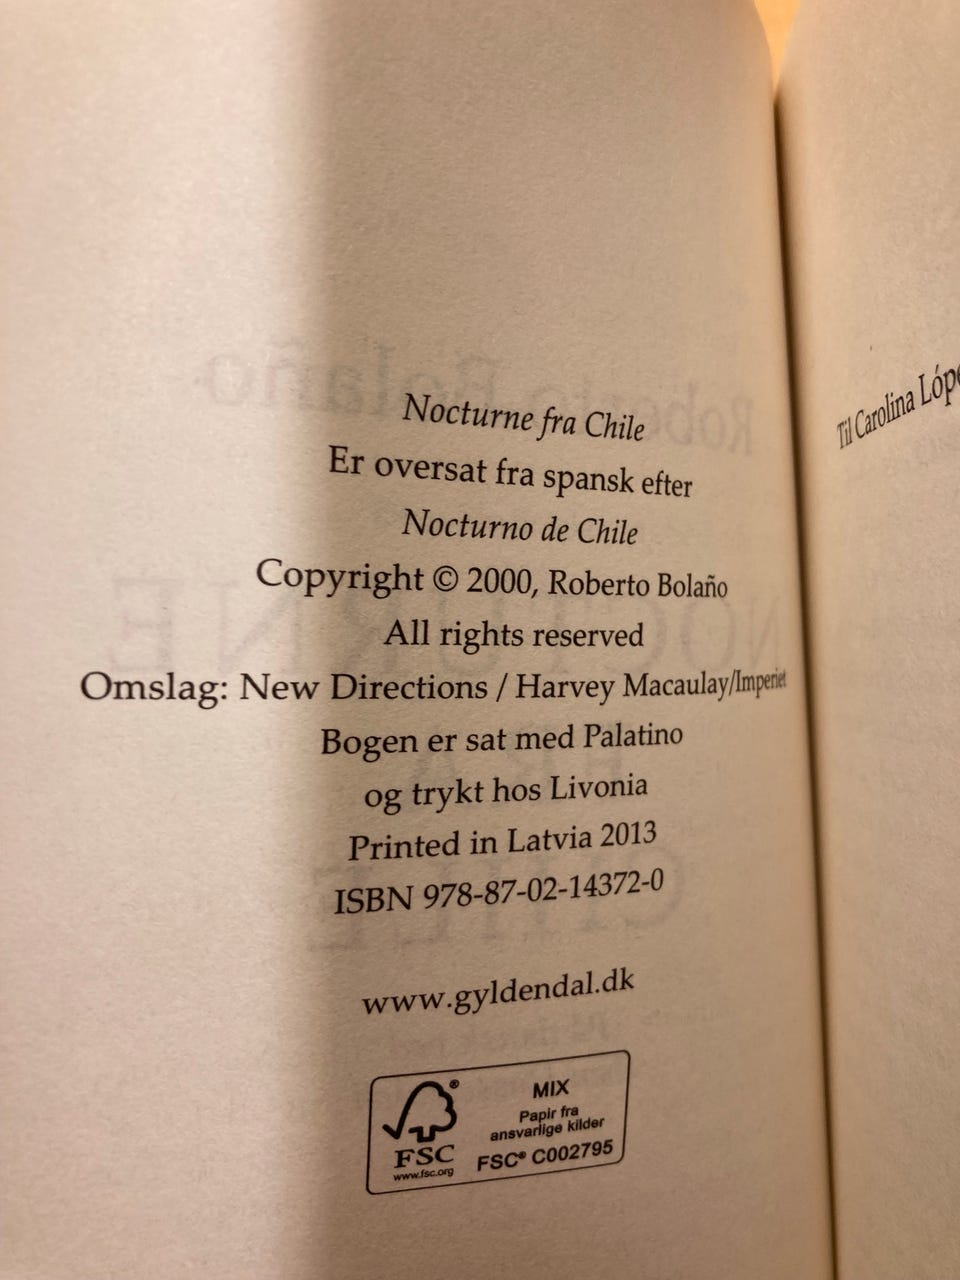 Nocturne fra Chile
Er oversat fra spansk efter
Nocturno de Chile
Copyright © 2000, Roberto Bolaño
All rights reserved
Omslag: New Directions / Harvey Macaulay/Imperiet
Bogen er sat med Palatino
og trykt hos Livonia
Printed in Latvia 2013
ISBN 978-87-02-14372-0
www.gyldendal.dk
FSC®
www.fsc.org
MIX
Papir fra
ansvarlige kilder
FSC® C002795
Til Carolina